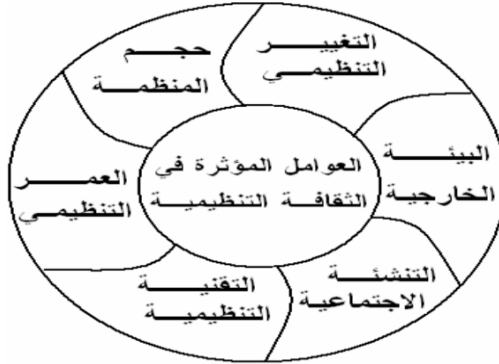 التغيير
التنظيمي
حجم
المنظمة
البيئة
الخارجية
العوامل المؤثرة في
الثقافة التنظيمية
العمر
التنظيمي
التنشئة
الاجتماعية
التقنية
التنظيمية